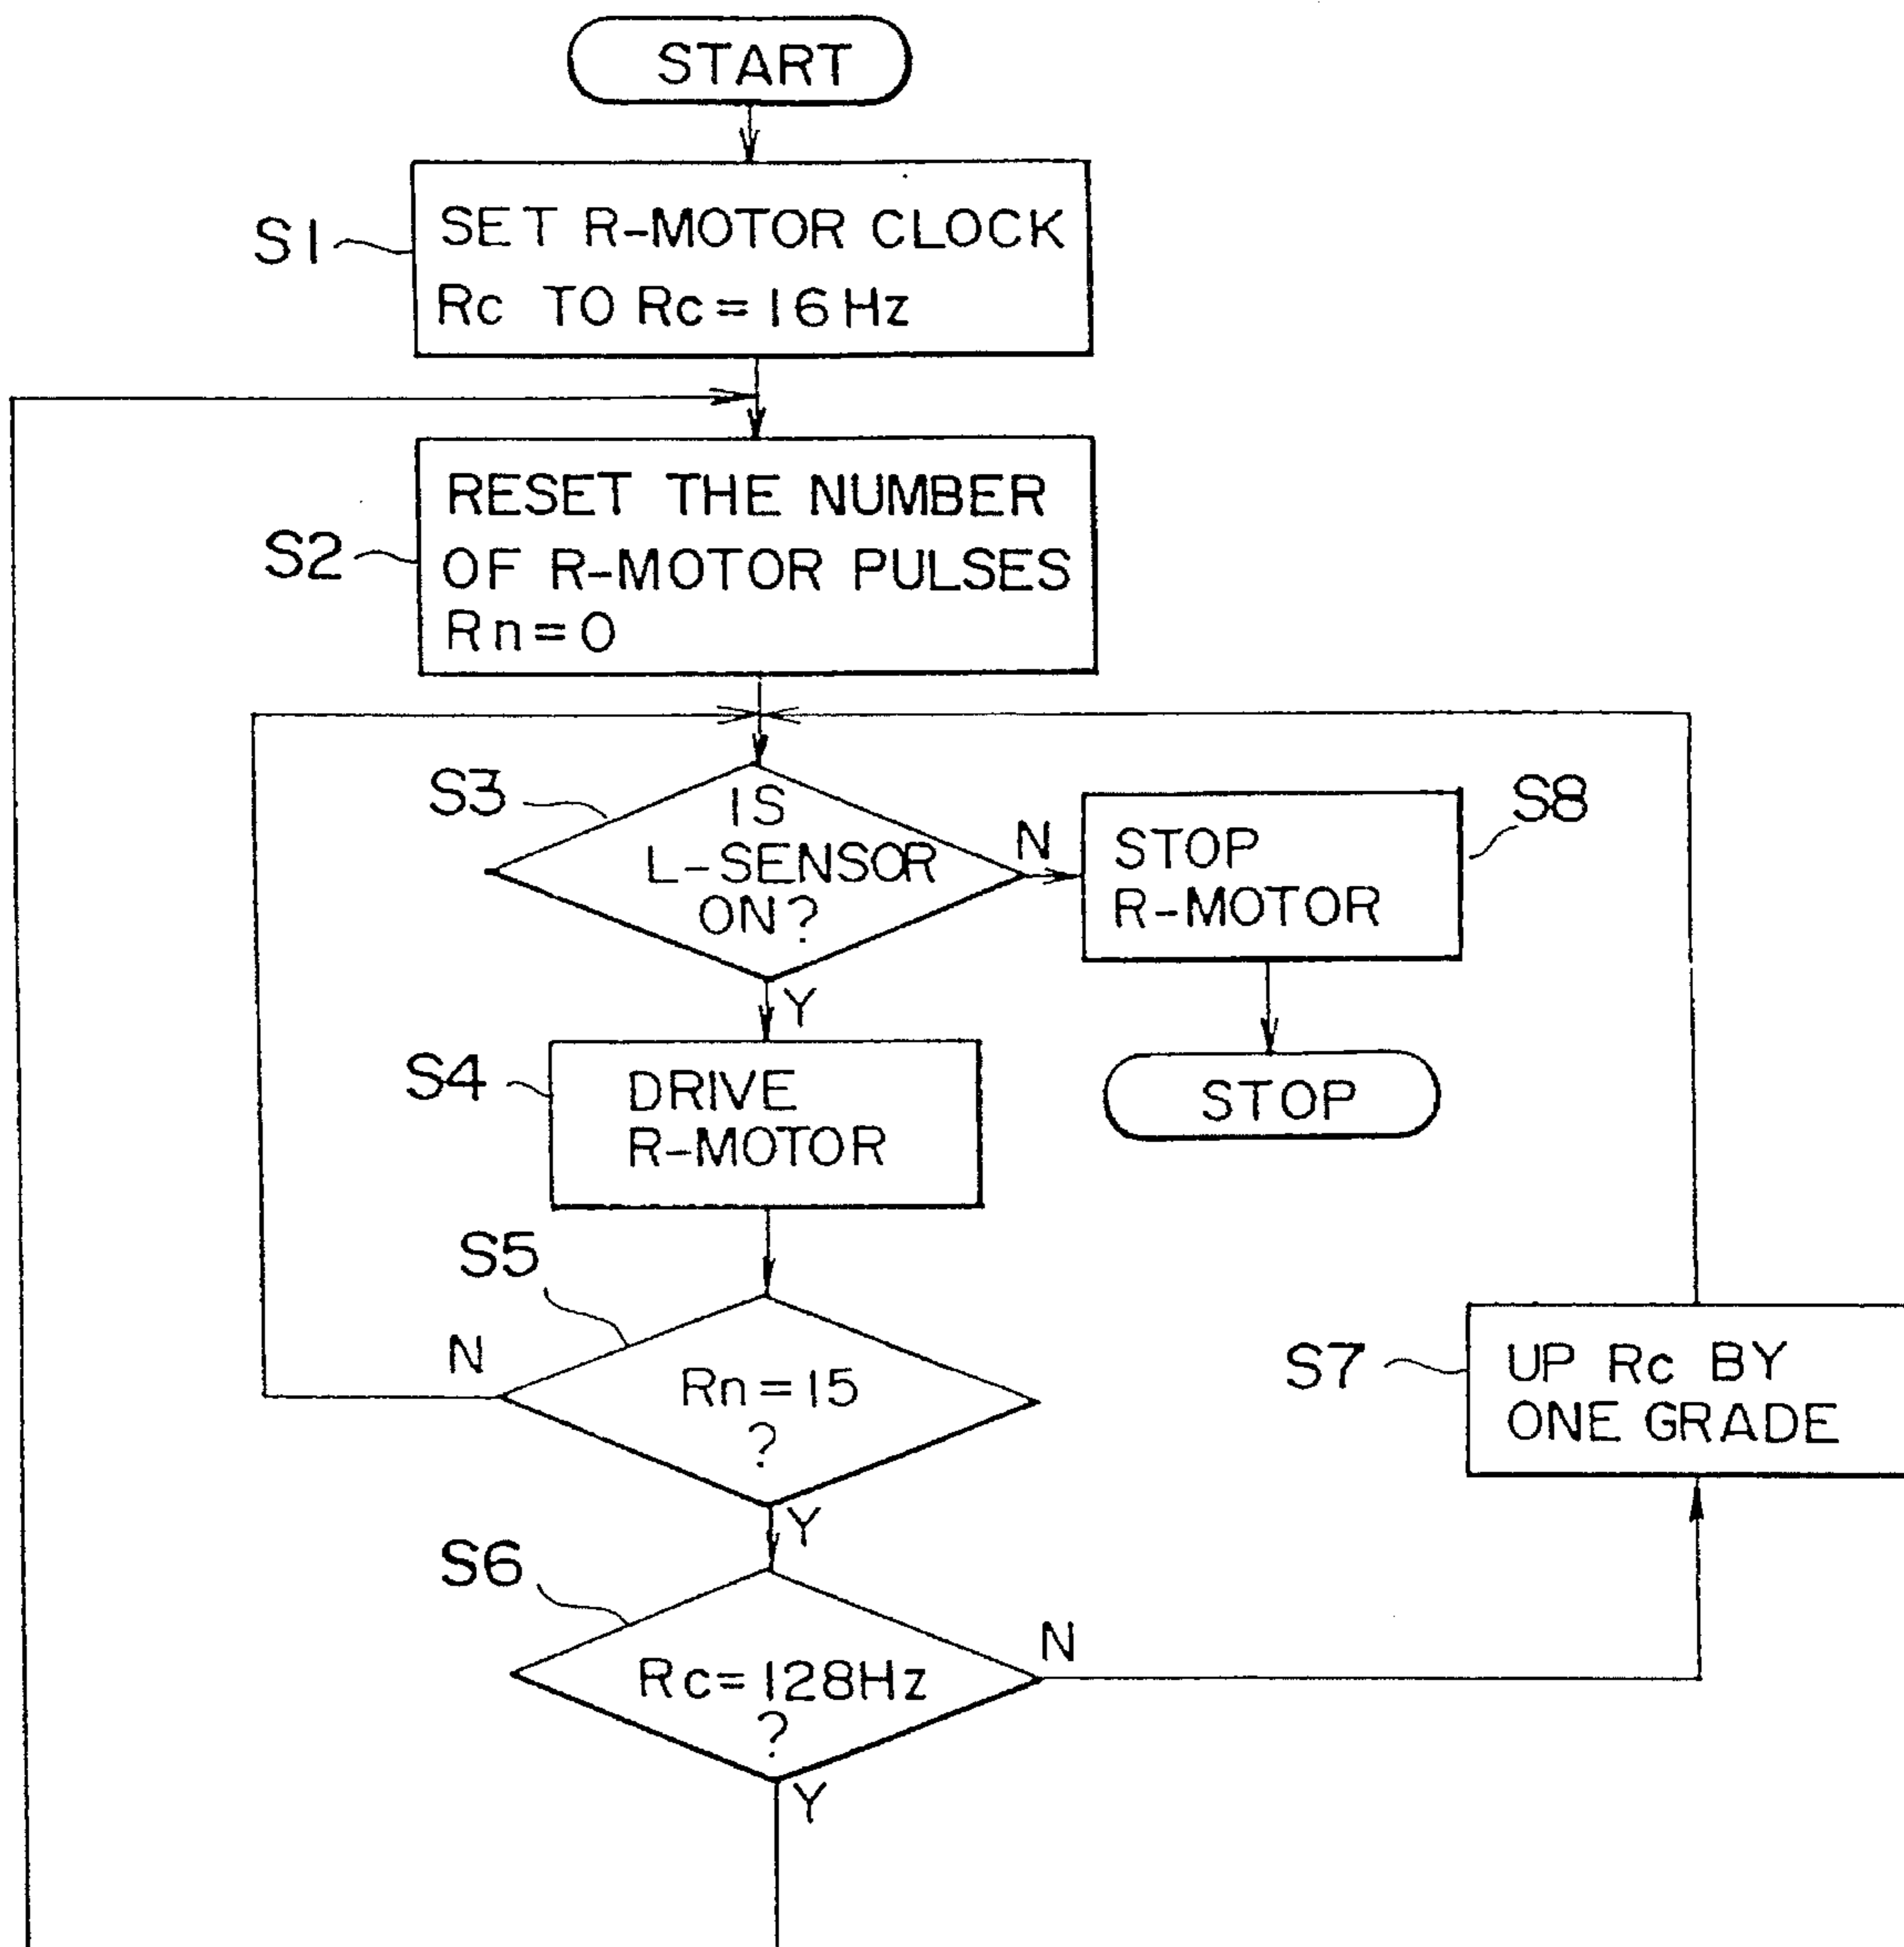 START
S1
SET R-MOTOR CLOCK
Rc TO Rc=16Hz
S2
RESET THE NUMBER
OF R-MOTOR PULSES
Rn=0
S3
IS
L-SENSOR
ON?
N
S8
STOP
R-MOTOR
Y
STOP
S4
DRIVE
R-MOTOR
S5
N
Rn=15
?
Y
S7
UP Rc BY
ONE GRADE
S6
Rc=128Hz
?
N
Y